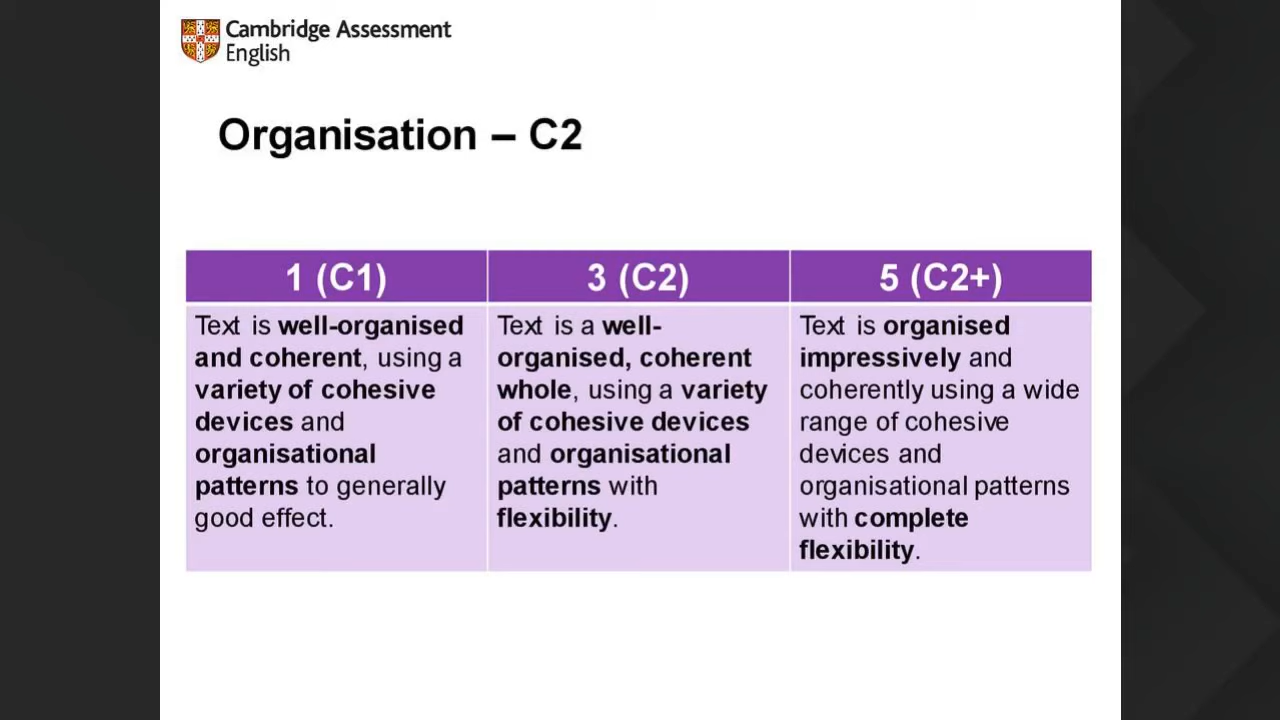 Cambridge Assessment
English
Organisation – C2
1 (C1)
Text is well-organised
and coherent, using a
variety of cohesive
devices and
organisational
patterns to generally
good effect.
3 (C2)
Text is a well-
organised, coherent
whole, using a variety
of cohesive devices
and organisational
patterns with
flexibility.
5 (C2+)
Text is organised
impressively and
coherently using a wide
range of cohesive
devices and
organisational patterns
with complete
flexibility.